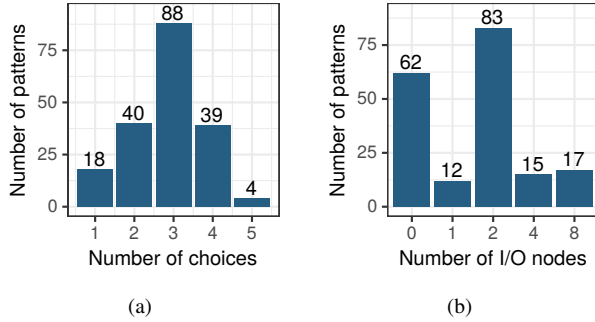 88
75
50
40
39
25
18
4
0
1 2 3 4 5
Number of choices
Number of patterns
(a)
83
75
62
50
25
12
15
17
0
0 1 2 4 8
Number of I/O nodes
Number of patterns
(b)